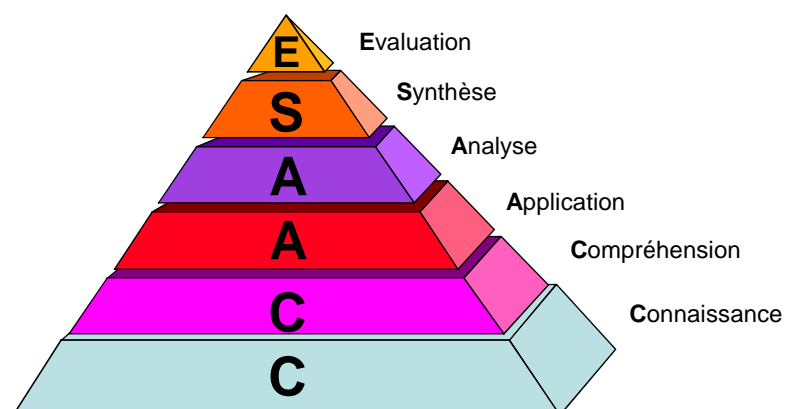 E
Evaluation
S
Synthèse
A
Analyse
A
Application
C
Compréhension
C
Connaissance